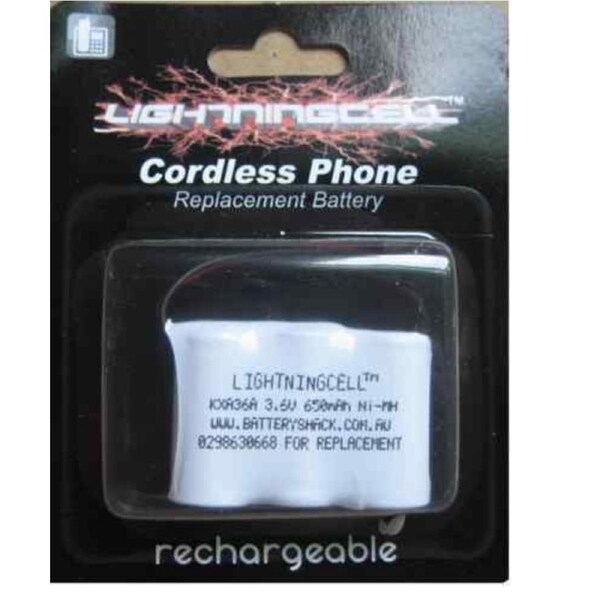 LIGHTNINGCELL™
Cordless Phone
Replacement Battery
LIGHTNINGCELL™
KXA36A 3.6V 650mAh Ni-MH
WWW.BATTERYSHACK.COM.AU
0298630668 FOR REPLACEMENT
rechargeable